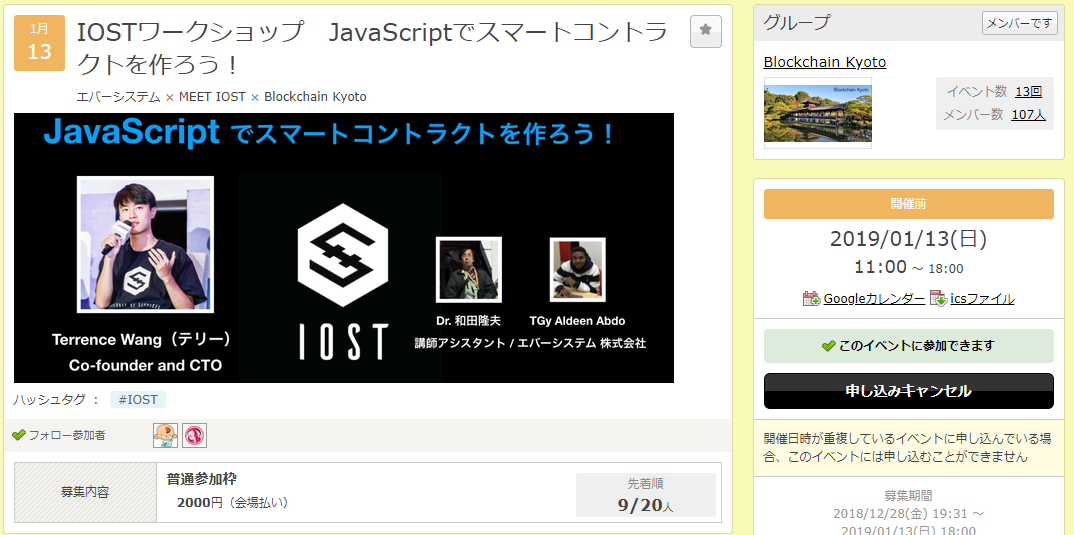 1月
13
IOSTワークショップ　JavaScriptでスマートコントラ
クトを作ろう！
エバーシステム × MEET IOST × Blockchain Kyoto
JavaScript でスマートコントラクトを作ろう！
IOST
Terrence Wang（テリー）
Co-founder and CTO
Dr. 和田隆夫
TGy Aldeen Abdo
講師アシスタント / エバーシステム 株式会社
ハッシュタグ ： #IOST
フォロー参加者
募集内容
普通参加枠
2000円（会場払い）
先着順
9/20人
グループ
メンバーです
Blockchain Kyoto
Blockchain Kyoto
イベント数 13回
メンバー数 107人
開催前
2019/01/13(日)
11:00 ～ 18:00
Googleカレンダー icsファイル
このイベントに参加できます
申し込みキャンセル
開催日時が重複しているイベントに申し込んでいる場
合、このイベントには申し込むことができません
募集期間
2018/12/28(金) 19:31 ～
2019/01/13(日) 18:00